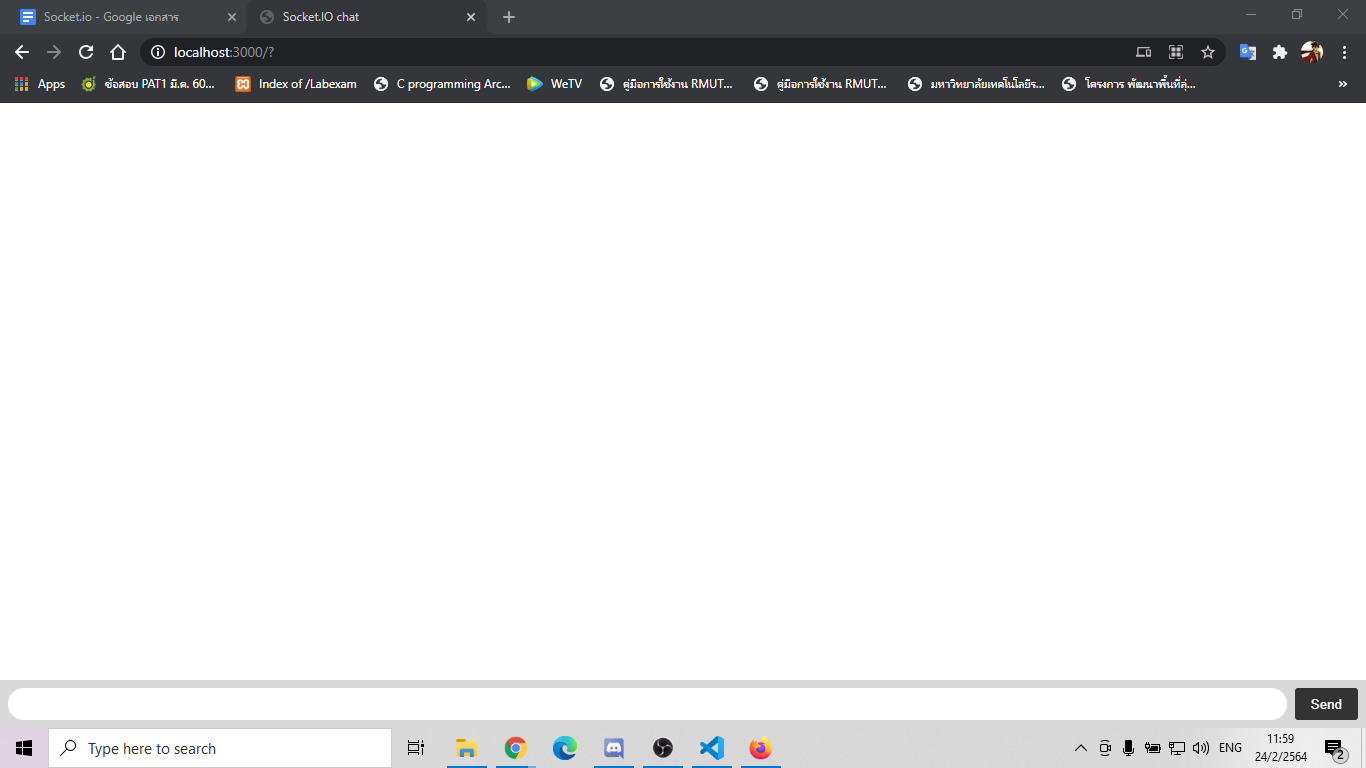 Socket.io - Google เอกสาร
Socket.IO chat
localhost:3000/?
Apps
ข้อสอบ PAT1 มี.ค. 60...
Index of /Labexam
C programming Arc...
WeTV
คู่มือการใช้งาน RMUT...
คู่มือการใช้งาน RMUT...
มหาวิทยาลัยเทคโนโลยีร...
โครงการ พัฒนาพื้นที่สุ่...
Send
Type here to search
ENG
11:59
24/2/2564
2